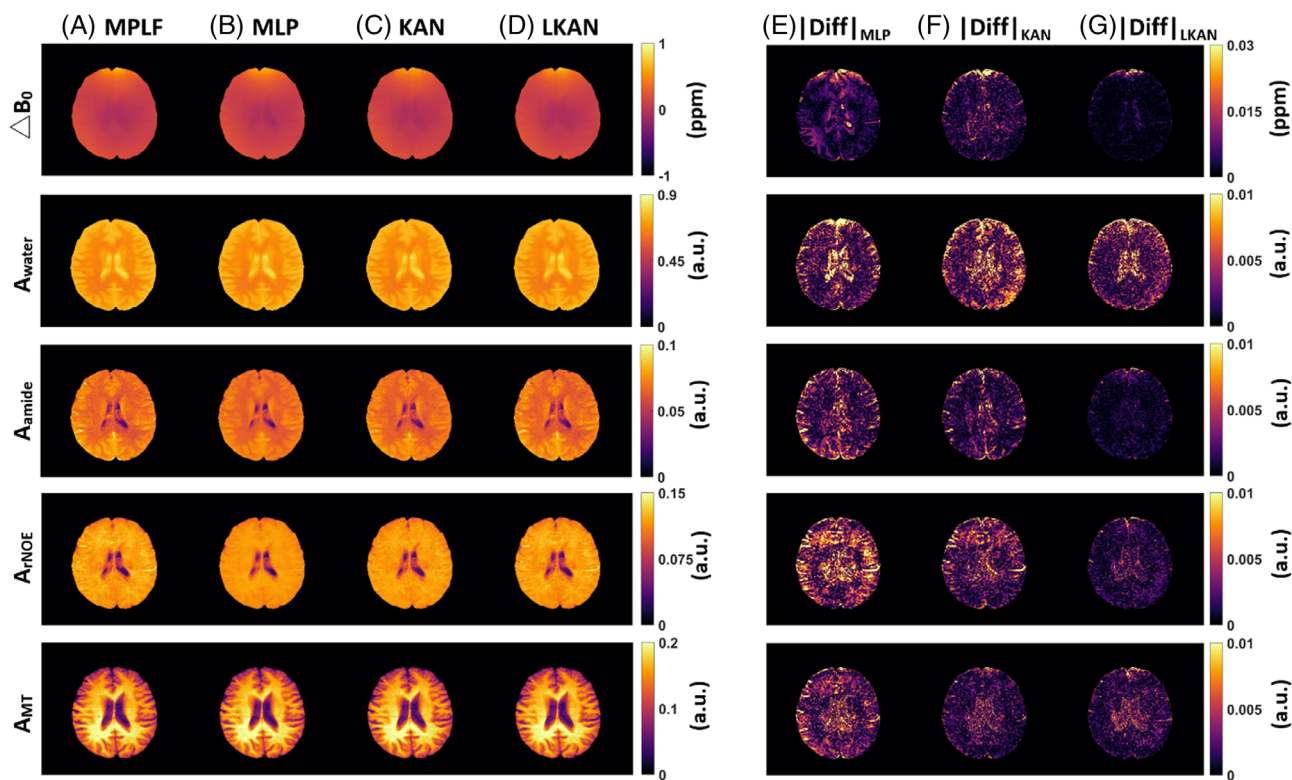 (A) MPLF (B) MLP (C) KAN (D) LKAN (E) |Diff|MLP (F) |Diff|KAN (G) |Diff|LKAN
△B0
1
0
-1
(ppm)
0.03
0.015
0
(ppm)
Awater
0.9
0.45
0
(a.u.)
0.01
0.005
0
(a.u.)
Aamide
0.1
0.05
0
(a.u.)
0.01
0.005
0
(a.u.)
ArNOE
0.15
0.075
0
(a.u.)
0.01
0.005
0
(a.u.)
AMT
0.2
0.1
0
(a.u.)
0.01
0.005
0
(a.u.)